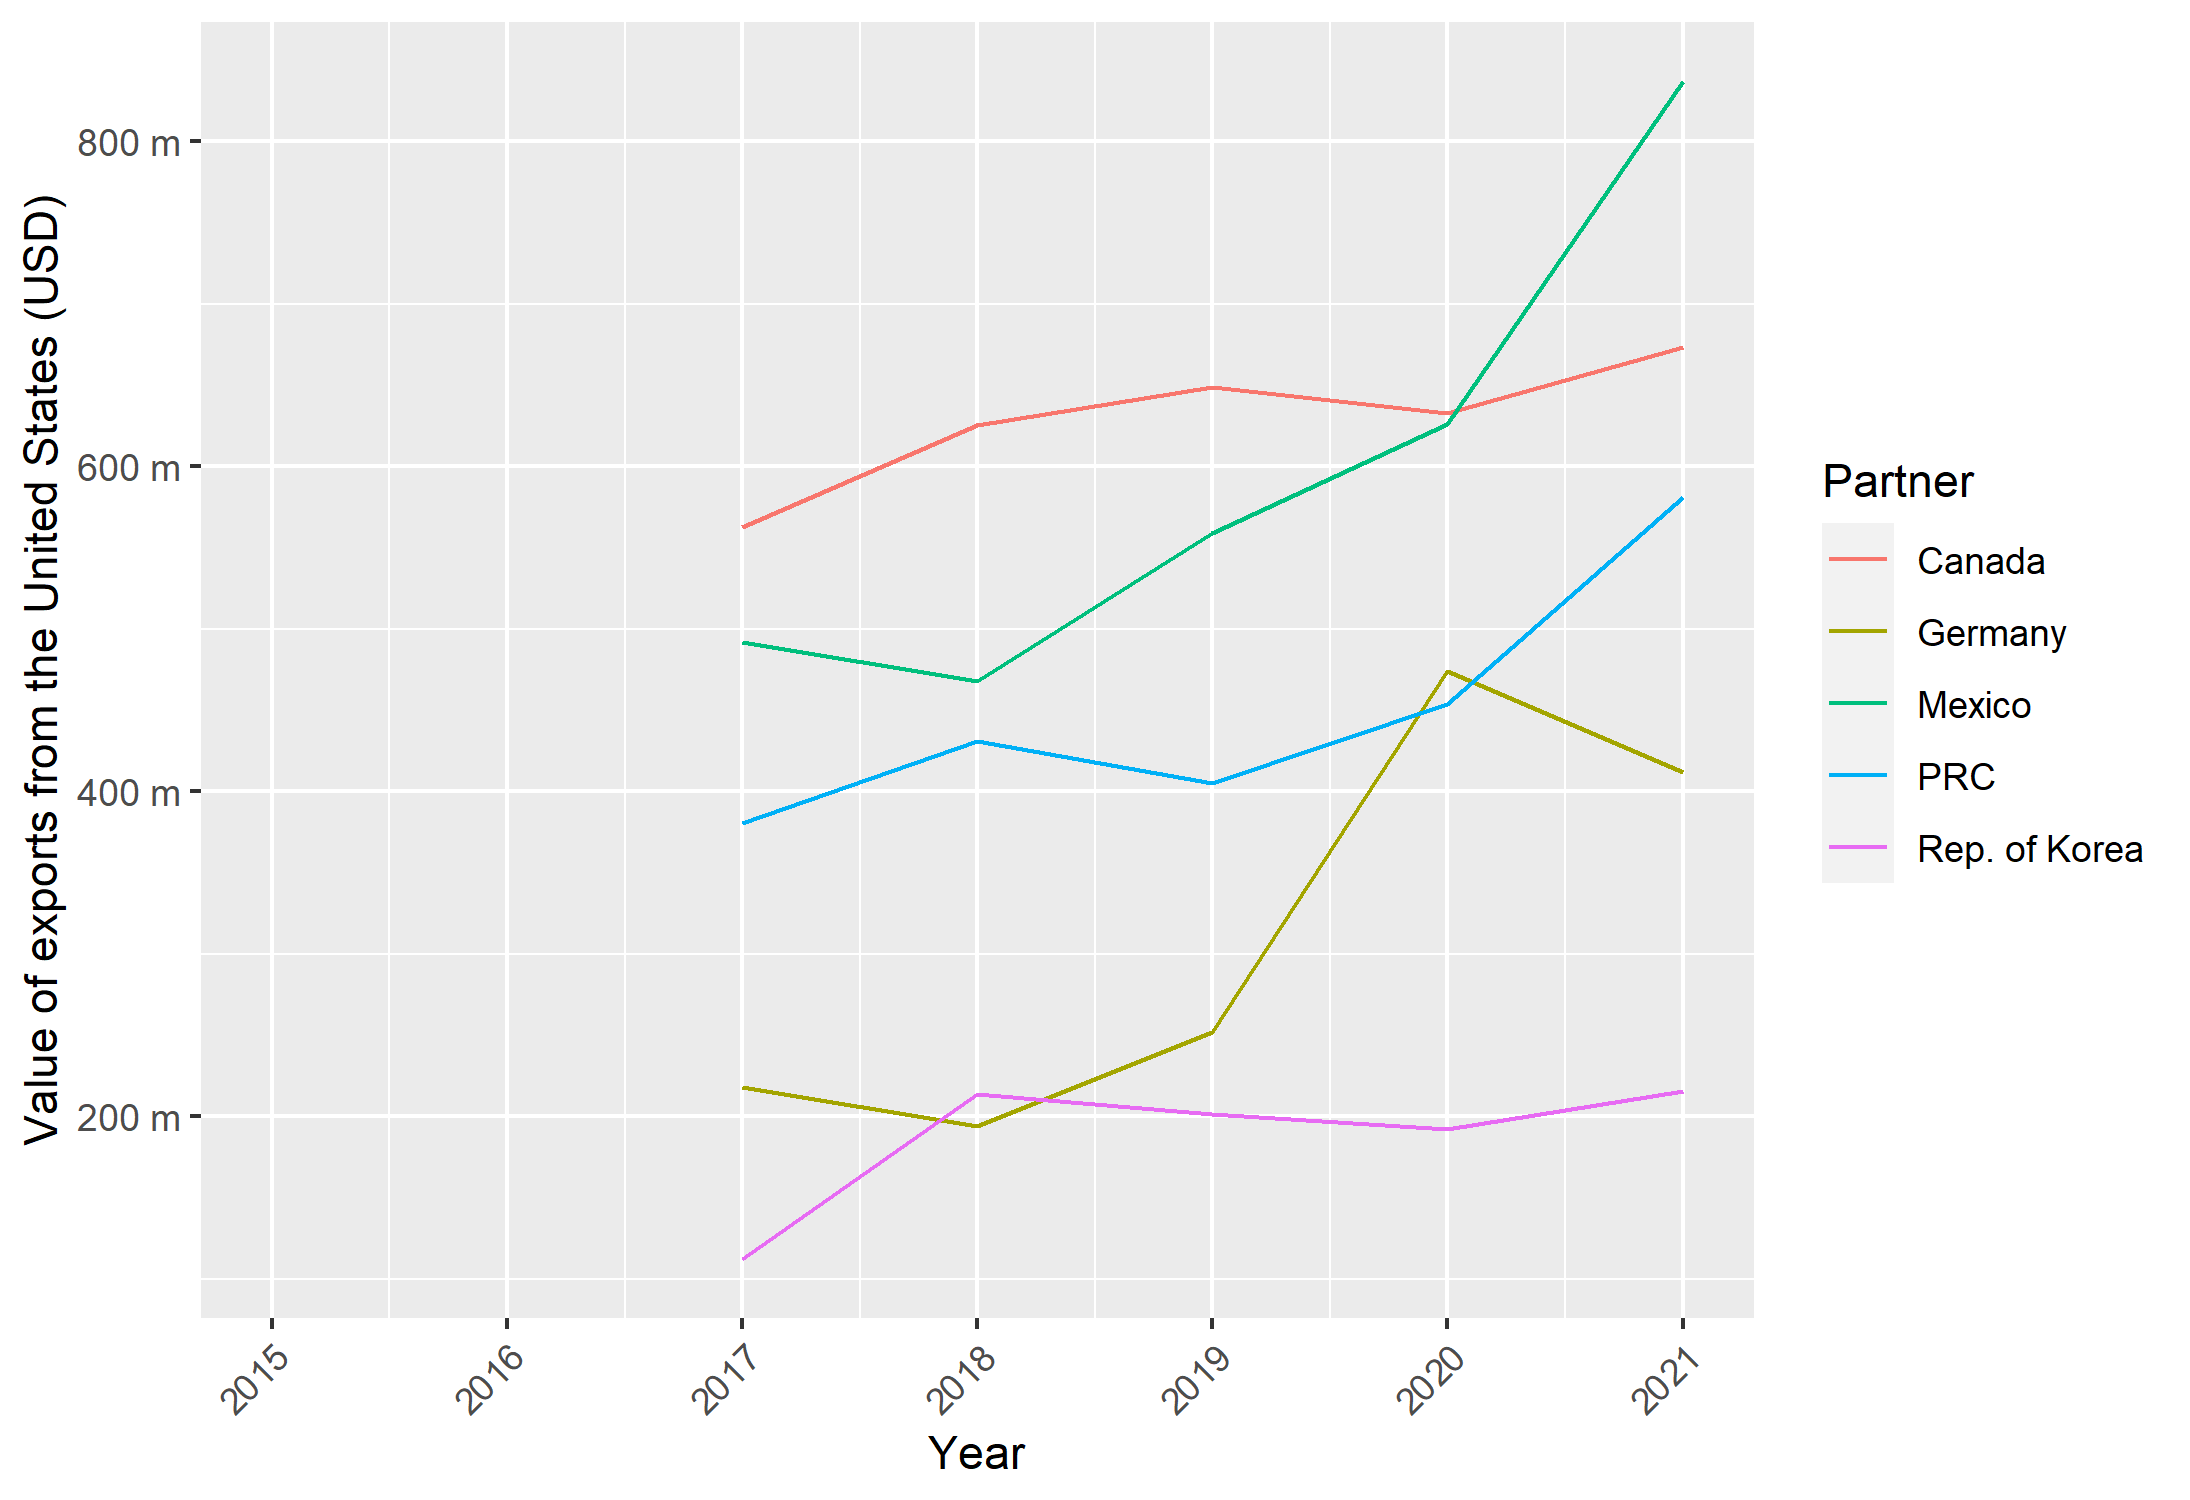 Value of exports from the United States (USD)
800 m
600 m
400 m
200 m
2015
2016
2017
2018
2019
2020
2021
Year
Partner
Canada
Germany
Mexico
PRC
Rep. of Korea